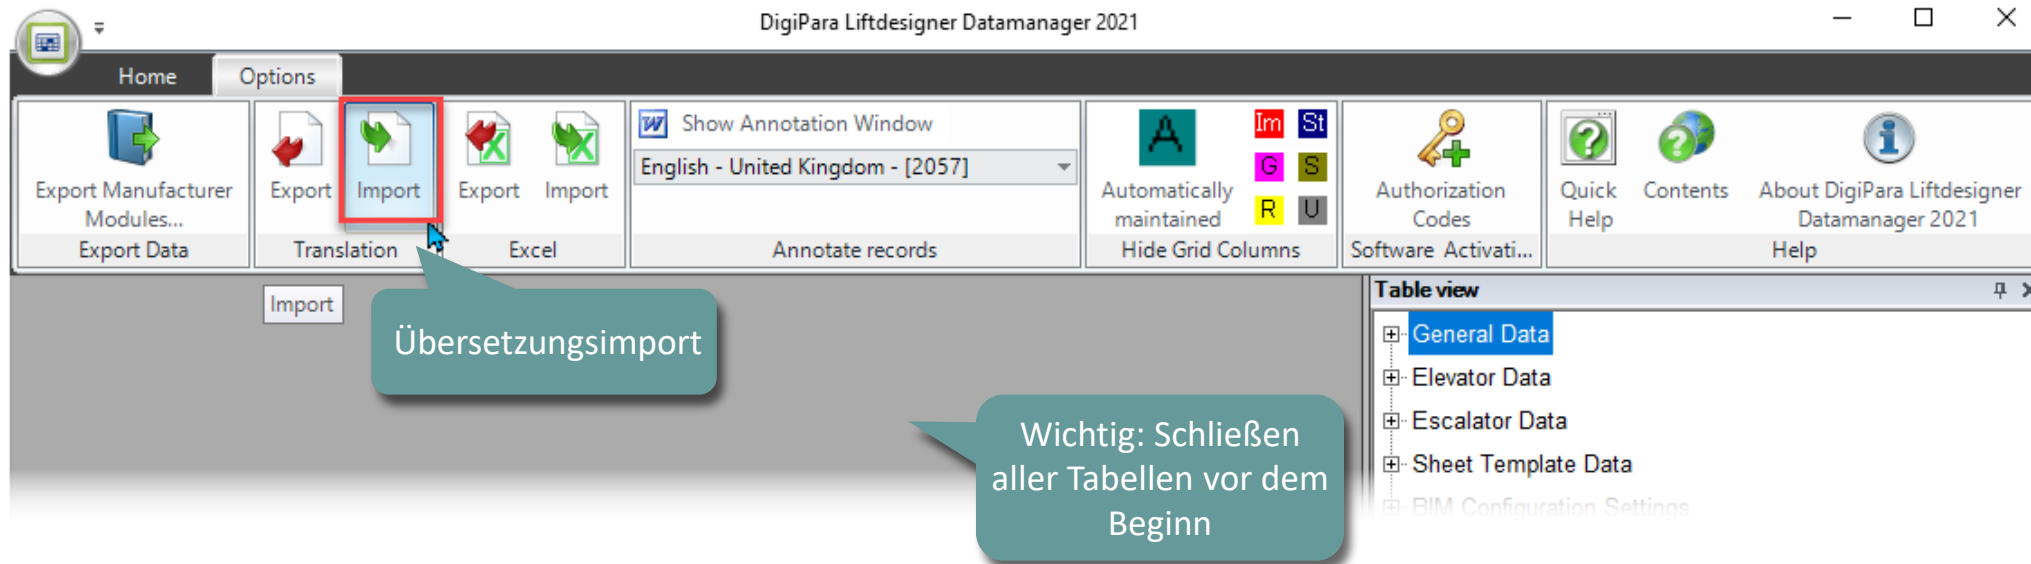 DigiPara Liftdesigner Datamanager 2021
Home Options
Export Manufacturer
Modules...
Export Data
Export Import
Translation
Export Import
Excel
Show Annotation Window
English - United Kingdom - [2057]
Annotate records
A
Automatically
maintained
Im St
G S
R U
Hide Grid Columns
Authorization
Codes
Software Activati...
Quick
Help
Contents
About DigiPara Liftdesigner
Datamanager 2021
Help
Import
Übersetzungsimport
Wichtig: Schließen
aller Tabellen vor dem
Beginn
Table view
General Data
Elevator Data
Escalator Data
Sheet Template Data
BIM Configuration Settings